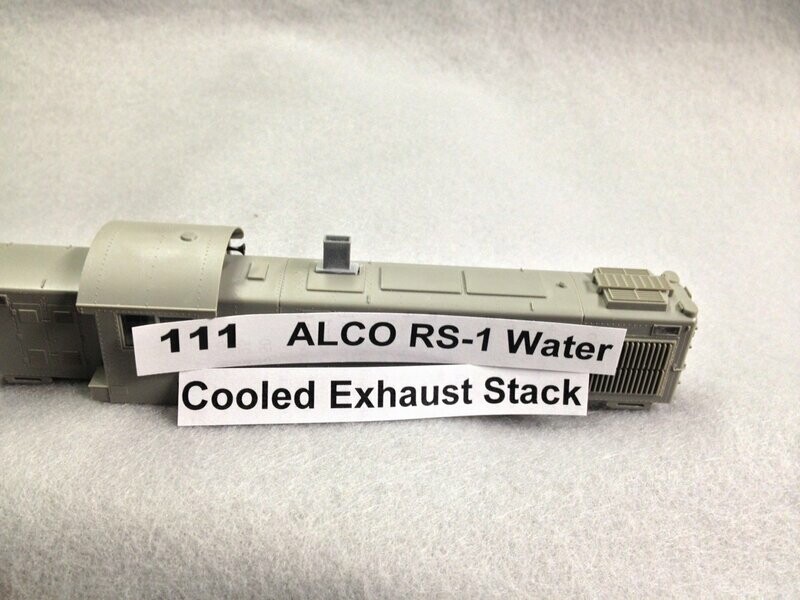 111 ALCO RS-1 Water
Cooled Exhaust Stack